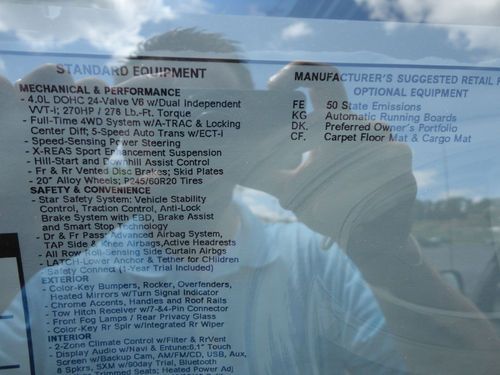 STANDARD EQUIPMENT
MECHANICAL & PERFORMANCE
- 4.0L DOHC 24-Valve V6 w/Dual Independent
VVT-i; 270HP / 278 Lb.-Ft. Torque
- Full-Time 4WD System w/A-TRAC & Locking
Center Diff; 5-Speed Auto Trans w/ECT-i
- Speed-Sensing Power Steering
- X-REAS Sport Enhancement Suspension
- Hill-Start and Downhill Assist Control
- Fr & Rr Vented Disc Brakes; Skid Plates
- 20" Alloy Wheels; P245/60R20 Tires
SAFETY & CONVENIENCE
- Star Safety System: Vehicle Stability
Control, Traction Control, Anti-Lock
Brake System with EBD, Brake Assist
and Smart Stop Technology
- Dr & Fr Pass: Advanced Airbag System,
TAP Side & Knee Airbags,Active Headrests
- All Row Roll-Sensing Side Curtain Airbgs
- LATCH-Lower Anchor & Tether for CHildren
- Safety Connect (1-Year Trial Included)
EXTERIOR
- Color-Key Bumpers, Rocker, Overfenders,
Heated Mirrors w/Turn Signal Indicator
- Chrome Accents, Handles and Roof Rails
- Tow Hitch Receiver w/7-&4-Pin Connector
- Front Fog Lamps / Rear Privacy Glass
- Color-Key Rr Splr w/Integrated Rr Wiper
INTERIOR
- 2-Zone Climate Control w/Filter & RrVent
- Display Audio w/Navi & Entune:6.1" Touch
Screen w/Backup Cam, AM/FM/CD, USB, Aux,
8 Spkrs, SXM w/90day Trial, Bluetooth
Trimmed Seats; Heated Power Adj
MANUFACTURER'S SUGGESTED RETAIL
OPTIONAL EQUIPMENT
FE 50 State Emissions
KG Automatic Running Boards
DK. Preferred Owner's Portfolio
CF. Carpet Floor Mat & Cargo Mat